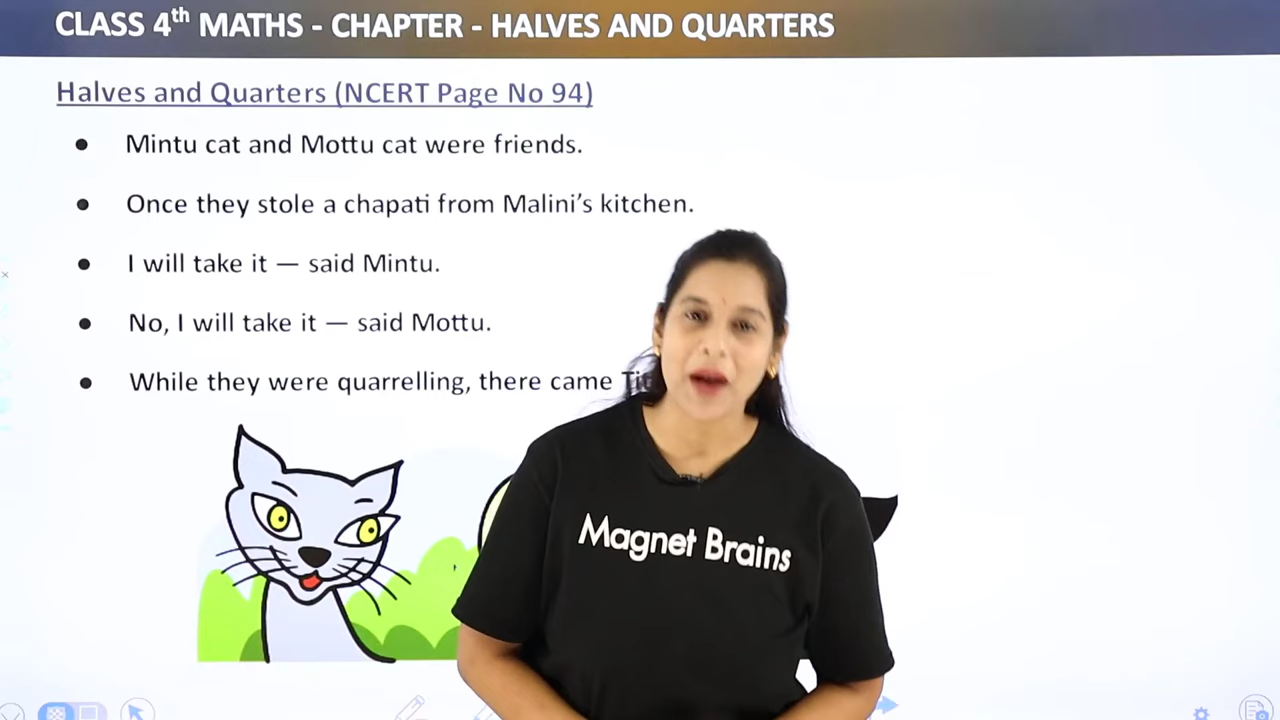 CLASS 4th MATHS - CHAPTER - HALVES AND QUARTERS
Halves and Quarters (NCERT Page No 94)
● Mintu cat and Mottu cat were friends.
● Once they stole a chapati from Malini’s kitchen.
● I will take it — said Mintu.
● No, I will take it — said Mottu.
● While they were quarrelling, there came
Magnet Brains